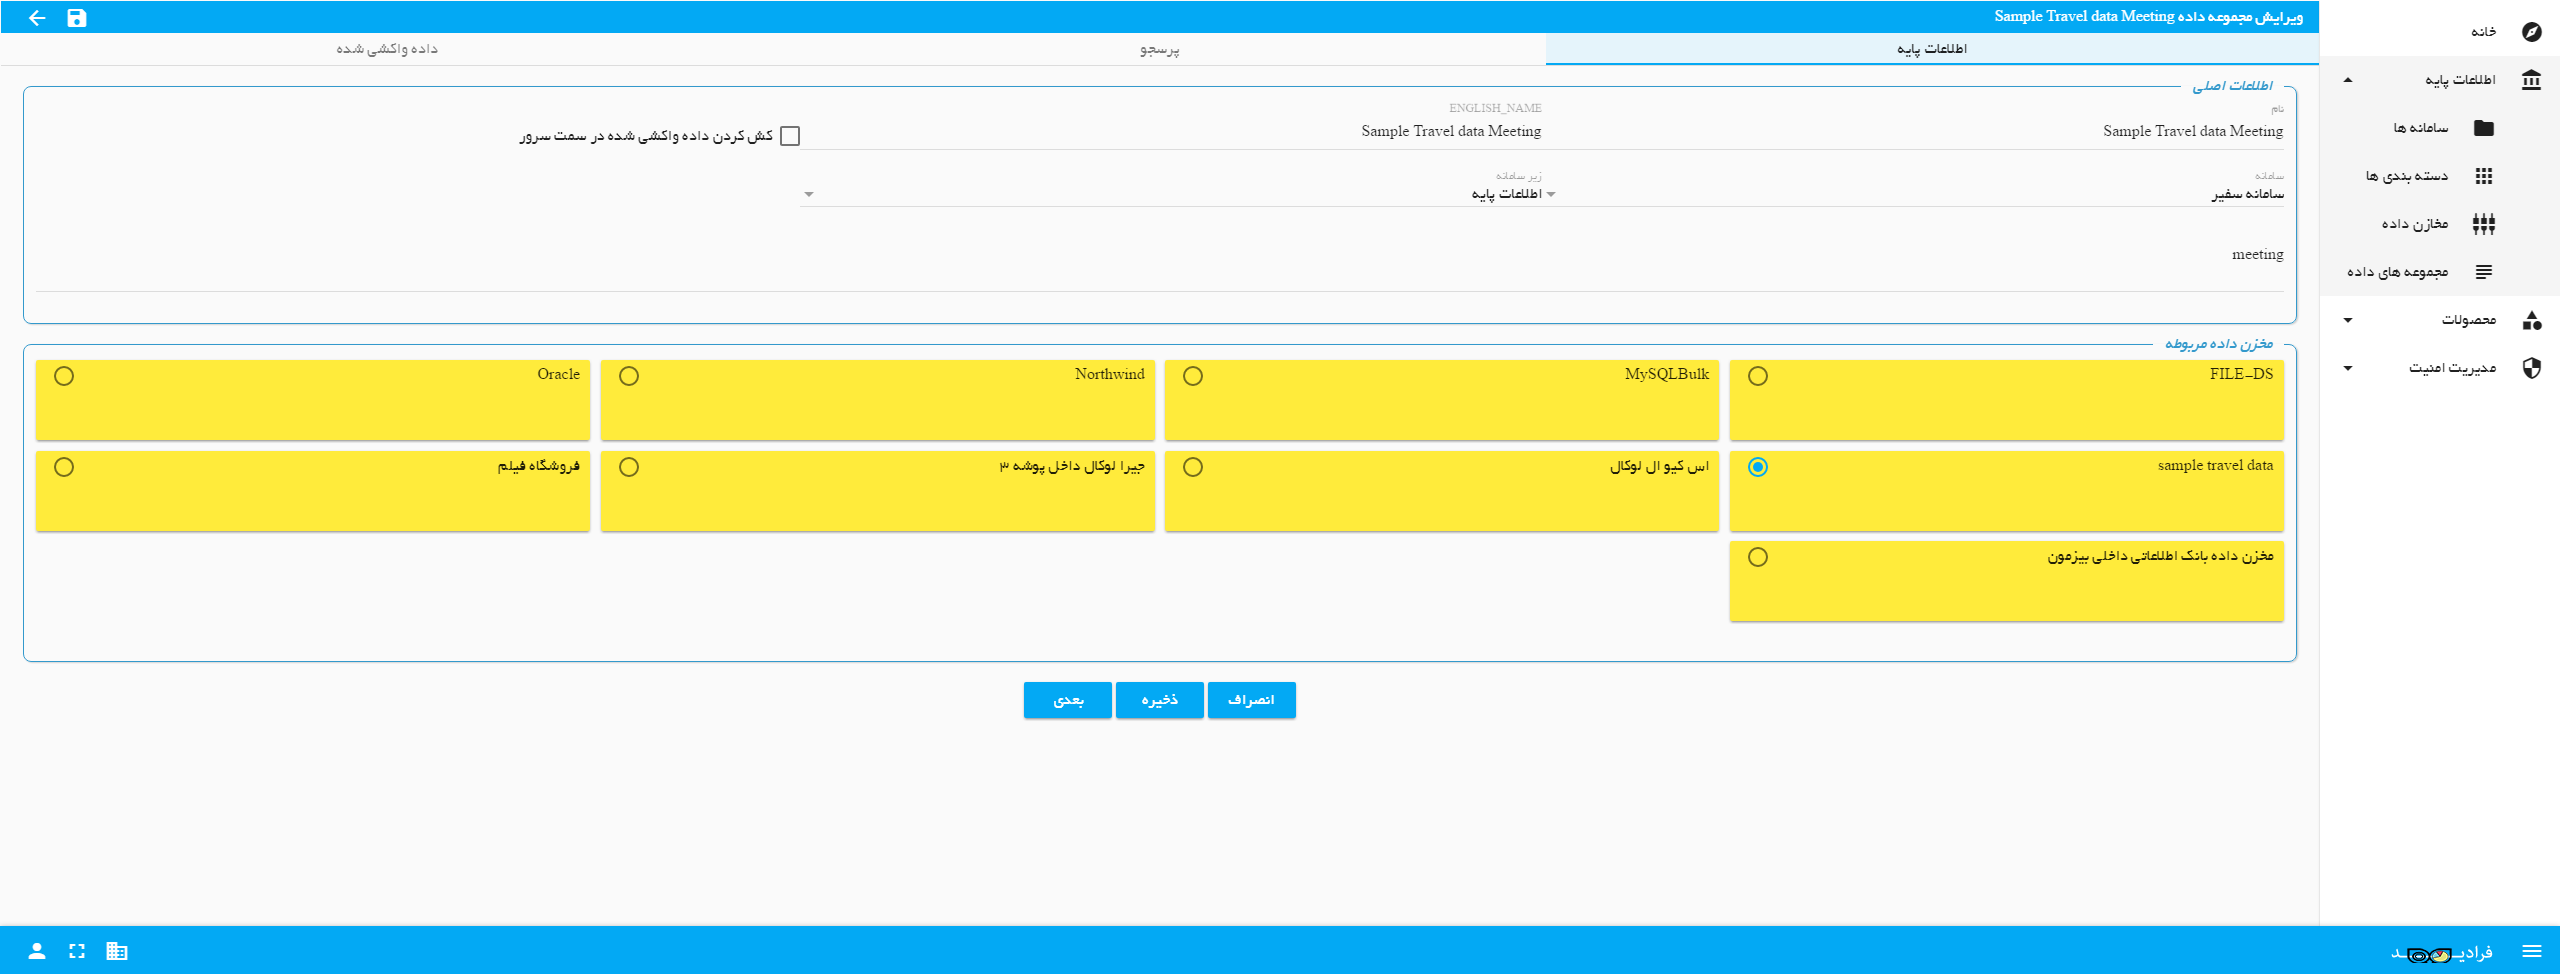 ویرایش مجموعه داده Sample Travel data Meeting
اطلاعات پایه
پرسجو
داده واکشی شده
خانه
اطلاعات پایه
سامانه ها
دسته بندی ها
مخازن داده
مجموعه های داده
محصولات
مدیریت امنیت
اطلاعات اصلی
نام
Sample Travel data Meeting
ENGLISH_NAME
Sample Travel data Meeting
کش کردن داده واکشی شده در سمت سرور
سامانه
سامانه سفیر
زیر سامانه
اطلاعات پایه
meeting
مخزن داده مربوطه
FILE-DS
MySQLBulk
Northwind
Oracle
sample travel data
اس کیو ال لوکال
جیرا لوکال داخل پوشه ۳
فروشگاه فیلم
مخزن داده بانک اطلاعاتی داخلی بیزمون
انصراف
ذخیره
بعدی